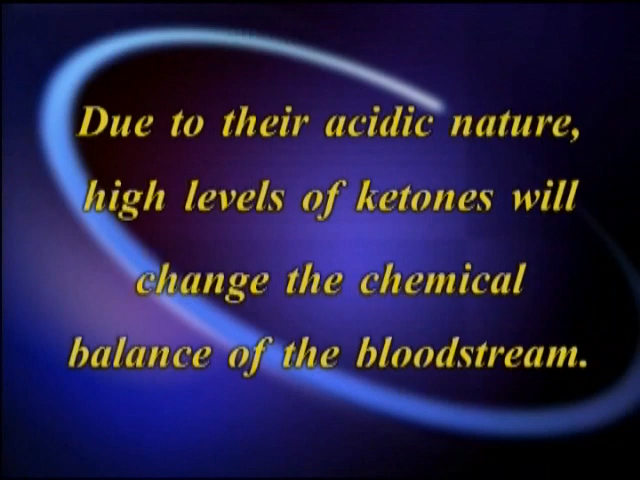 Due to their acidic nature,
high levels of ketones will
change the chemical
balance of the bloodstream.